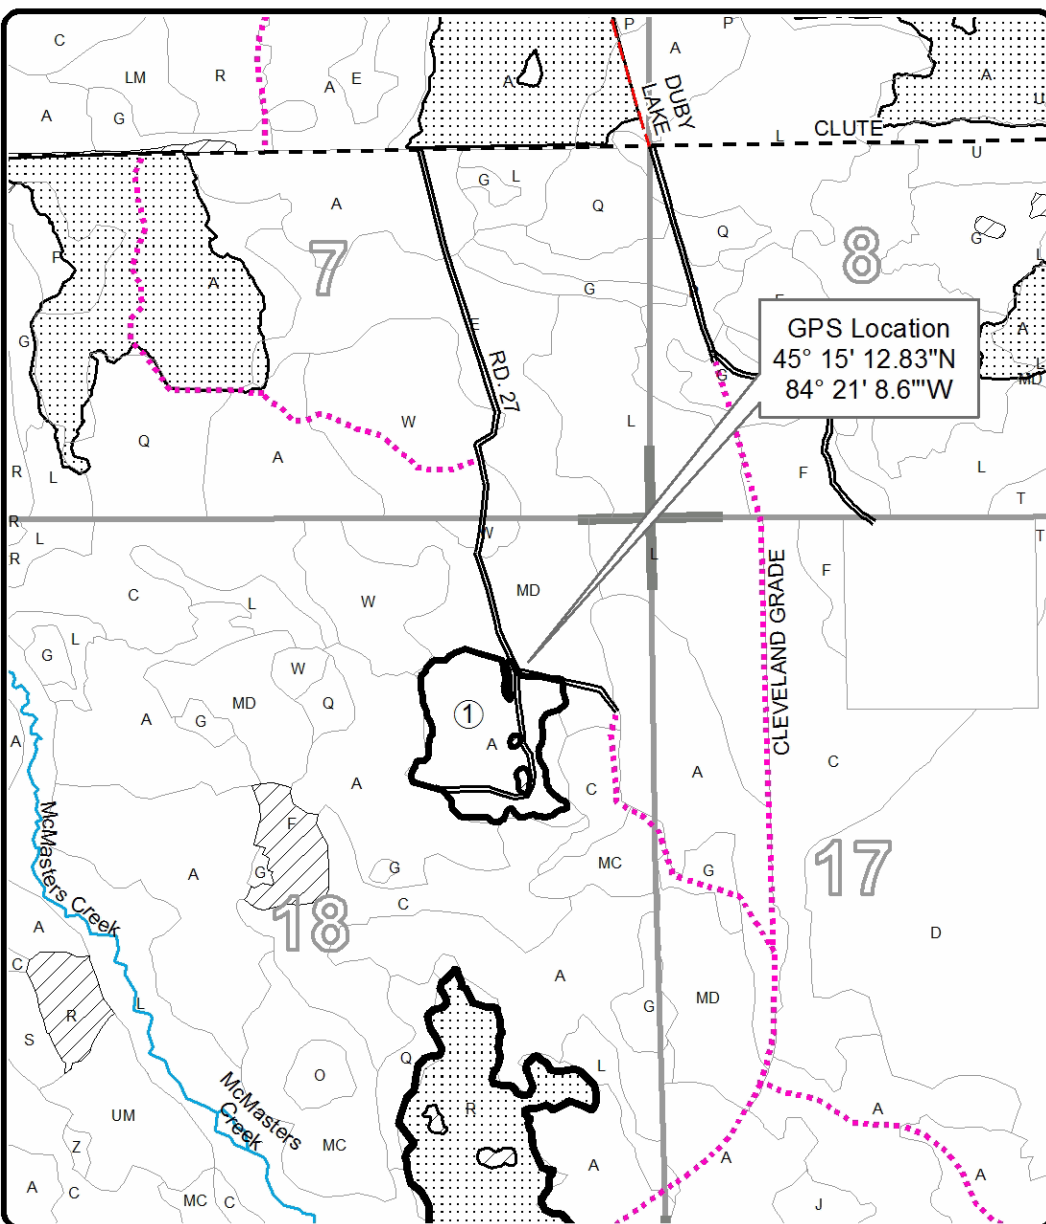 C
P
P
A
LM
R
A
E
A
A
A
G
U
DUBY
LAKE
CLUTE
L
U
G
L
A
Q
Q
G
7
8
F
A
L
G
E
G
A
L
MD
GPS Location
45° 15' 12.83"N
84° 21' 8.6'"W
G
RD. 27
W
L
Q
A
R
L
F
L
T
R
W
T
L
R
L
MD
F
C
L
W
CLEVELAND GRADE
L
G
W
MD
Q
A
G
1
A
A
A
A
C
C
McMasters Creek
F
A
G
G
MC
G
17
C
18
A
D
C
A
R
L
G
MD
S
Q
L
O
R
McMasters
Creek
UM
MC
Z
A
A
A
A
A
C
MC
C
J